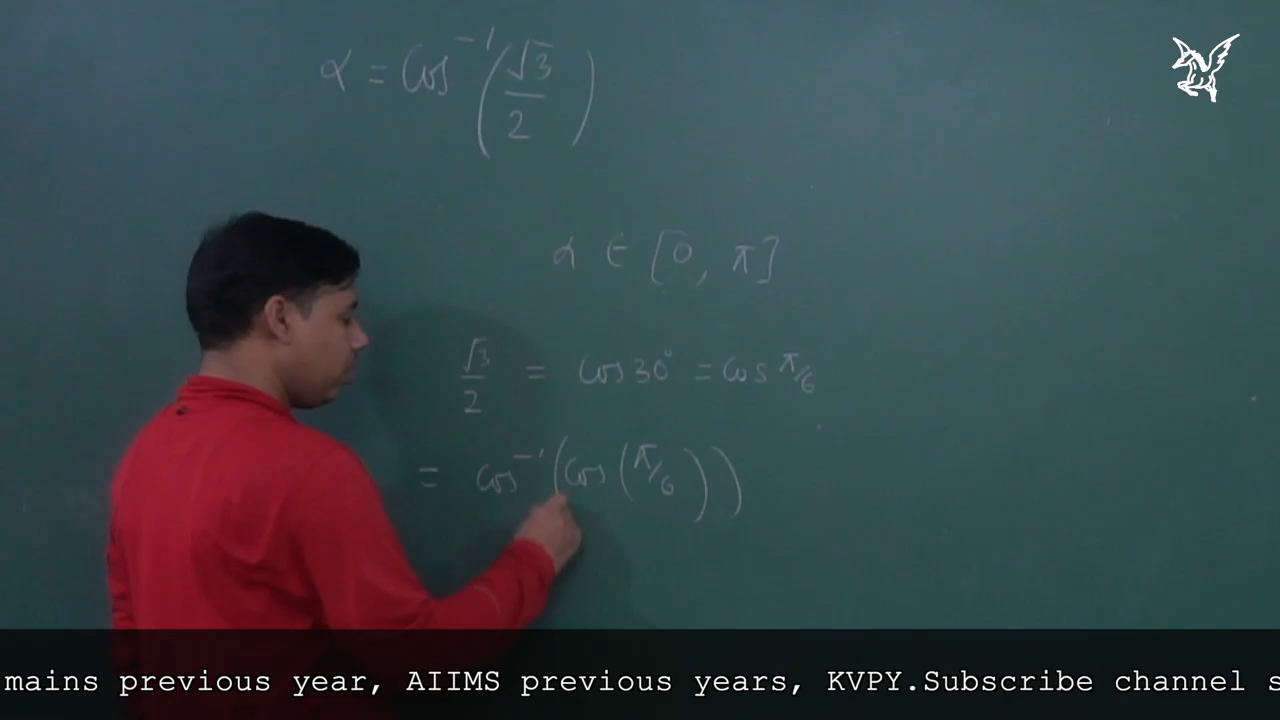 α = cos⁻¹(√3/2)
α ∈ [0, π]
√3/2 = cos 30° = cos π/6
= cos⁻¹(cos(π/6))
mains previous year, AIIMS previous years, KVPY.Subscribe channel s